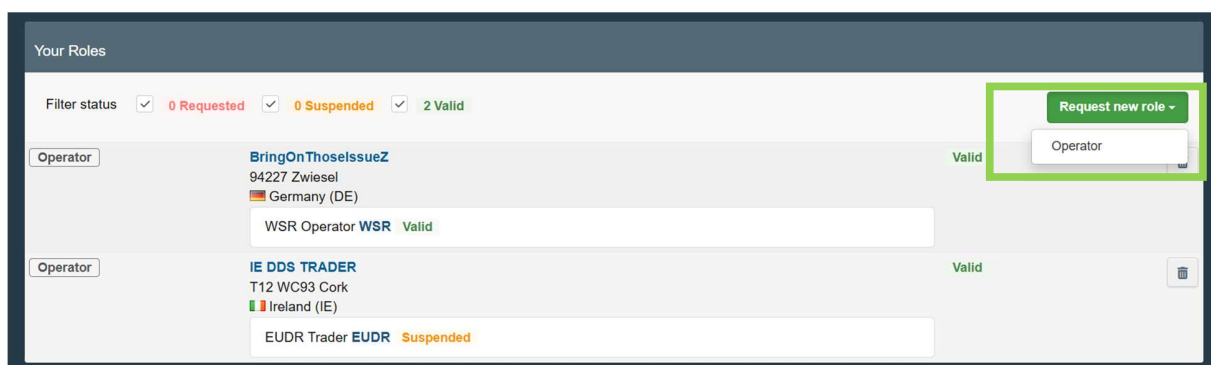 Your Roles
Filter status 0 Requested 0 Suspended 2 Valid Request new role
Operator
Operator BringOnThoseIssueZ Valid
94227 Zwiesel
Germany (DE)
WSR Operator WSR Valid
Operator IE DDS TRADER Valid
T12 WC93 Cork
Ireland (IE)
EUDR Trader EUDR Suspended